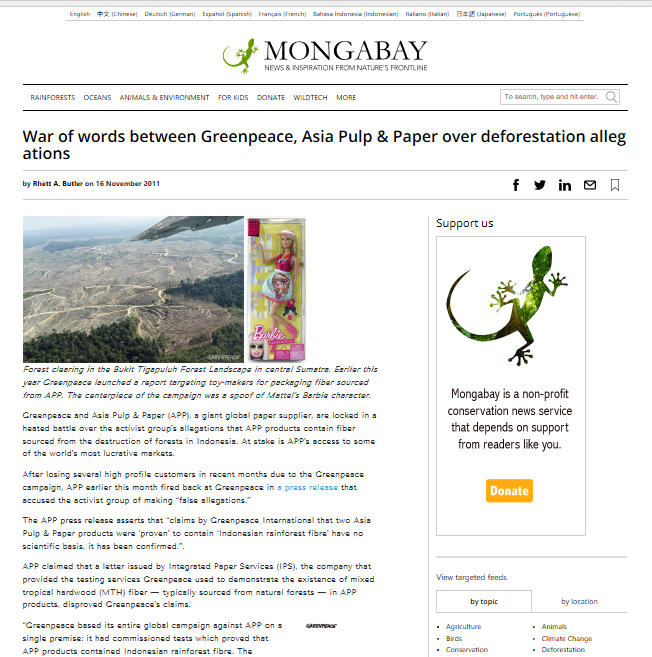 English 中文 (Chinese) Deutsch (German) Español (Spanish) Français (French) Bahasa Indonesia (Indonesian) Italiano (Italian) 日本語 (Japanese) Português (Portuguese)
MONGABAY
NEWS & INSPIRATION FROM NATURE'S FRONTLINE
RAINFORESTS OCEANS ANIMALS & ENVIRONMENT FOR KIDS DONATE WILDTECH MORE
To search, type and hit enter.
War of words between Greenpeace, Asia Pulp & Paper over deforestation alleg
ations
by Rhett A. Butler on 16 November 2011
Barbie
GREENPEACE
Forest clearing in the Bukit Tigapuluh Forest Landscape in central Sumatra. Earlier this
year Greenpeace launched a report targeting toy-makers for packaging fiber sourced
from APP. The centerpiece of the campaign was a spoof of Mattel's Barbie character.
Greenpeace and Asia Pulp & Paper (APP), a giant global paper supplier, are locked in a
heated battle over the activist group's allegations that APP products contain fiber
sourced from the destruction of forests in Indonesia. At stake is APP's access to some
of the world's most lucrative markets.
After losing several high profile customers in recent months due to the Greenpeace
campaign, APP earlier this month fired back at Greenpeace in a press release that
accused the activist group of making "false allegations."
The APP press release asserts that "claims by Greenpeace International that two Asia
Pulp & Paper products were 'proven' to contain 'Indonesian rainforest fibre' have no
scientific basis, it has been confirmed.".
APP claimed that a letter issued by Integrated Paper Services (IPS), the company that
provided the testing services Greenpeace used to demonstrate the existence of mixed
tropical hardwood (MTH) fiber — typically sourced from natural forests — in APP
products, disproved Greenpeace's claims.
"Greenpeace based its entire global campaign against APP on a
single premise: it had commissioned tests which proved that
APP products contained Indonesian rainforest fibre. The
GREENPEACE
Support us
Mongabay is a non-profit
conservation news service
that depends on support
from readers like you.
Donate
View targeted feeds
by topic by location
Agriculture Animals
Birds Climate Change
Conservation Deforestation